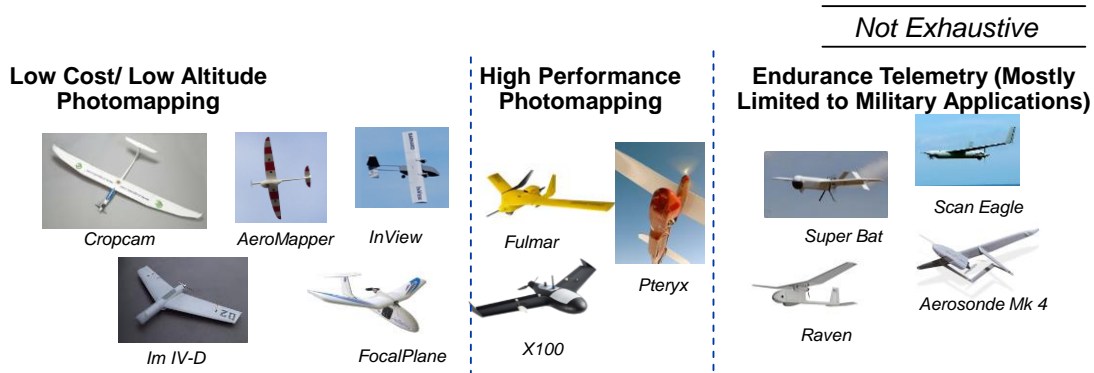 Not Exhaustive
Low Cost/ Low Altitude
Photomapping
High Performance
Photomapping
Endurance Telemetry (Mostly
Limited to Military Applications)
Cropcam
AeroMapper
InView
Im IV-D
FocalPlane
Fulmar
Pteryx
X100
Super Bat
Scan Eagle
Raven
Aerosonde Mk 4